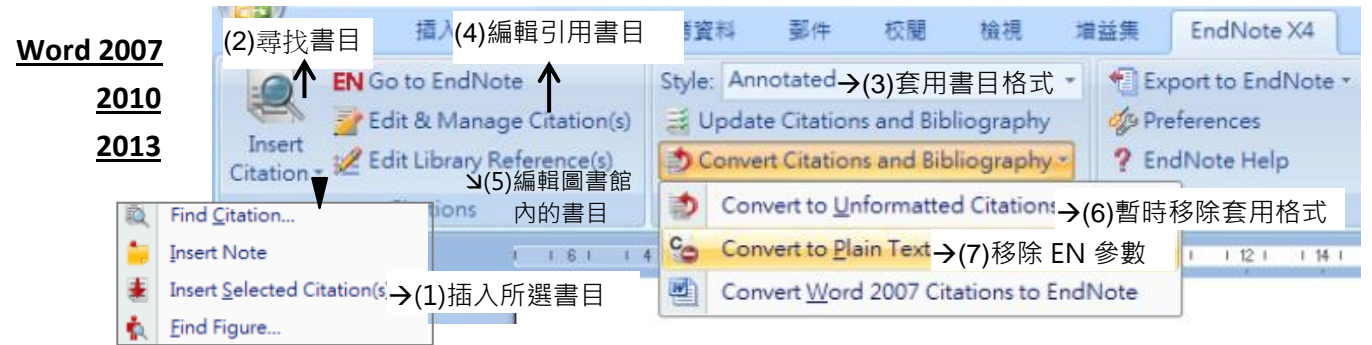 Word 2007
2010
2013
(2)尋找書目
插入
(4)編輯引用書目
資料
郵件
校閱
檢視
增益集
EndNote X4
EN Go to EndNote
Style: Annotated→(3)套用書目格式
Export to EndNote
Insert Citation
Edit & Manage Citation(s)
Update Citations and Bibliography
Preferences
Edit Library Reference(s)
Convert Citations and Bibliography
EndNote Help
↘(5)編輯圖書館
內的書目
Find Citation...
Insert Note
Insert Selected Citation(s→(1)插入所選書目
Find Figure...
Convert to Unformatted Citations→(6)暫時移除套用格式
Convert to Plain Text→(7)移除 EN 參數
Convert Word 2007 Citations to EndNote
6
4
12
14